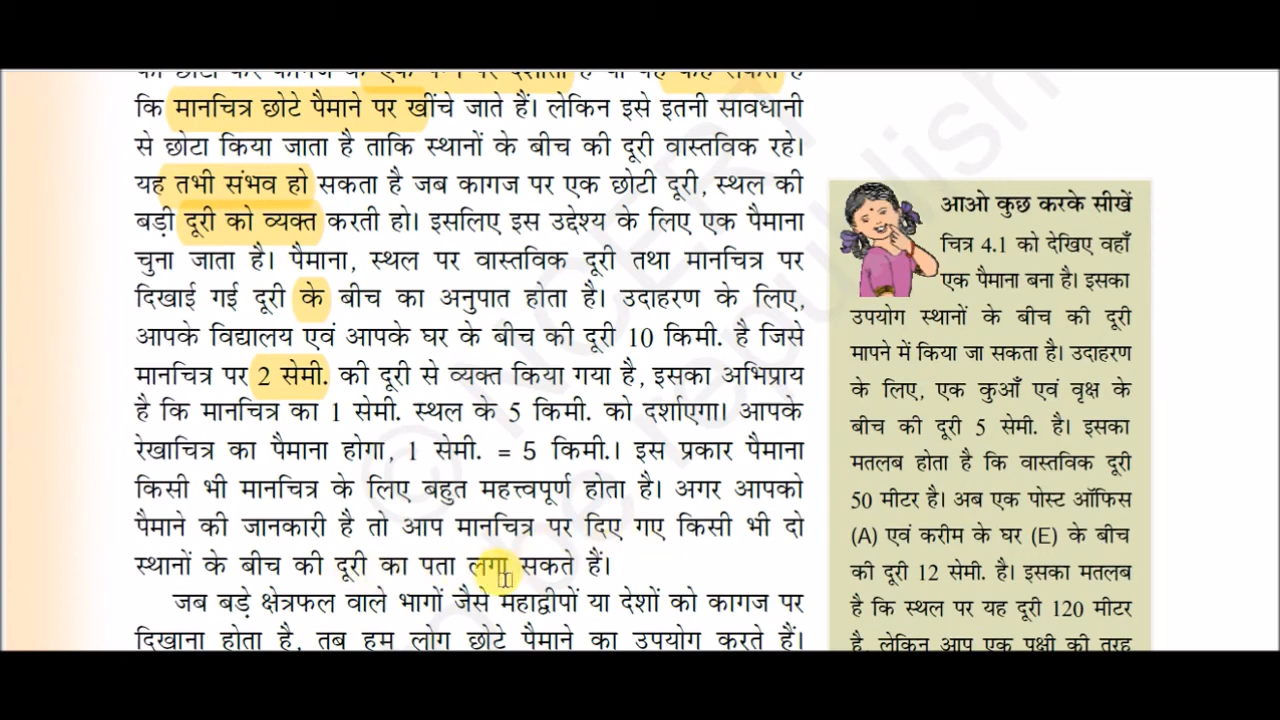 कि मानचित्र छोटे पैमाने पर खींचे जाते हैं। लेकिन इसे इतनी सावधानी
से छोटा किया जाता है ताकि स्थानों के बीच की दूरी वास्तविक रहे।
यह तभी संभव हो सकता है जब कागज पर एक छोटी दूरी, स्थल की
बड़ी दूरी को व्यक्त करती हो। इसलिए इस उद्देश्य के लिए एक पैमाना
चुना जाता है। पैमाना, स्थल पर वास्तविक दूरी तथा मानचित्र पर
दिखाई गई दूरी के बीच का अनुपात होता है। उदाहरण के लिए,
आपके विद्यालय एवं आपके घर के बीच की दूरी 10 किमी. है जिसे
मानचित्र पर 2 सेमी. की दूरी से व्यक्त किया गया है, इसका अभिप्राय
है कि मानचित्र का 1 सेमी. स्थल के 5 किमी. को दर्शाएगा। आपके
रेखाचित्र का पैमाना होगा, 1 सेमी. = 5 किमी.। इस प्रकार पैमाना
किसी भी मानचित्र के लिए बहुत महत्त्वपूर्ण होता है। अगर आपको
पैमाने की जानकारी है तो आप मानचित्र पर दिए गए किसी भी दो
स्थानों के बीच की दूरी का पता लगा सकते हैं।
जब बड़े क्षेत्रफल वाले भागों जैसे महाद्वीपों या देशों को कागज पर
दिखाना होता है, तब हम लोग छोटे पैमाने का उपयोग करते हैं।
आओ कुछ करके सीखें
चित्र 4.1 को देखिए वहाँ
एक पैमाना बना है। इसका
उपयोग स्थानों के बीच की दूरी
मापने में किया जा सकता है। उदाहरण
के लिए, एक कुआँ एवं वृक्ष के
बीच की दूरी 5 सेमी. है। इसका
मतलब होता है कि वास्तविक दूरी
50 मीटर है। अब एक पोस्ट ऑफिस
(A) एवं करीम के घर (E) के बीच
की दूरी 12 सेमी. है। इसका मतलब
है कि स्थल पर यह दूरी 120 मीटर
है, लेकिन आप एक पक्षी की तरह
© NCERT
be republish